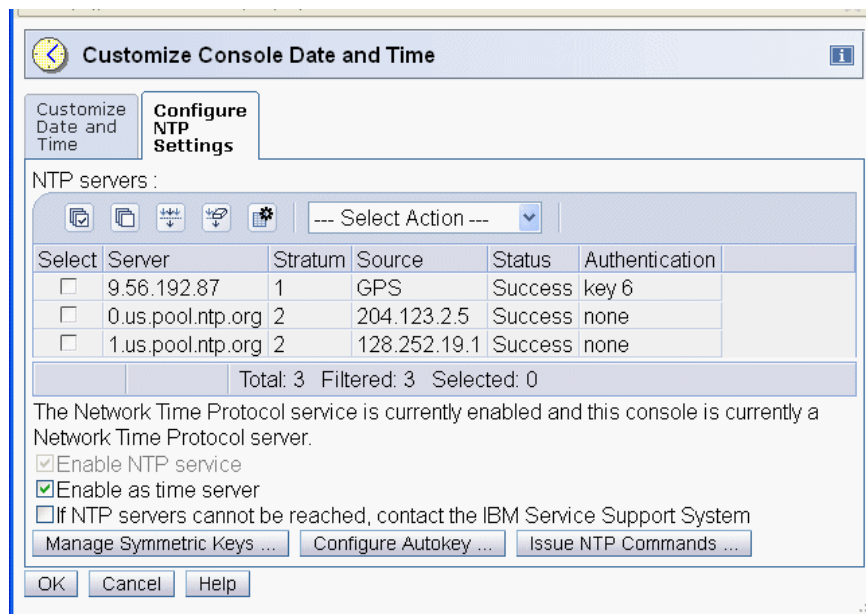 Customize Console Date and Time
i
Customize
Date and
Time
Configure
NTP
Settings
NTP servers :
--- Select Action ---
Select Server Stratum Source Status Authentication
9.56.192.87 1 GPS Success key 6
0.us.pool.ntp.org 2 204.123.2.5 Success none
1.us.pool.ntp.org 2 128.252.19.1 Success none
Total: 3 Filtered: 3 Selected: 0
The Network Time Protocol service is currently enabled and this console is currently a
Network Time Protocol server.
Enable NTP service
Enable as time server
If NTP servers cannot be reached, contact the IBM Service Support System
Manage Symmetric Keys ... Configure Autokey ... Issue NTP Commands ...
OK Cancel Help